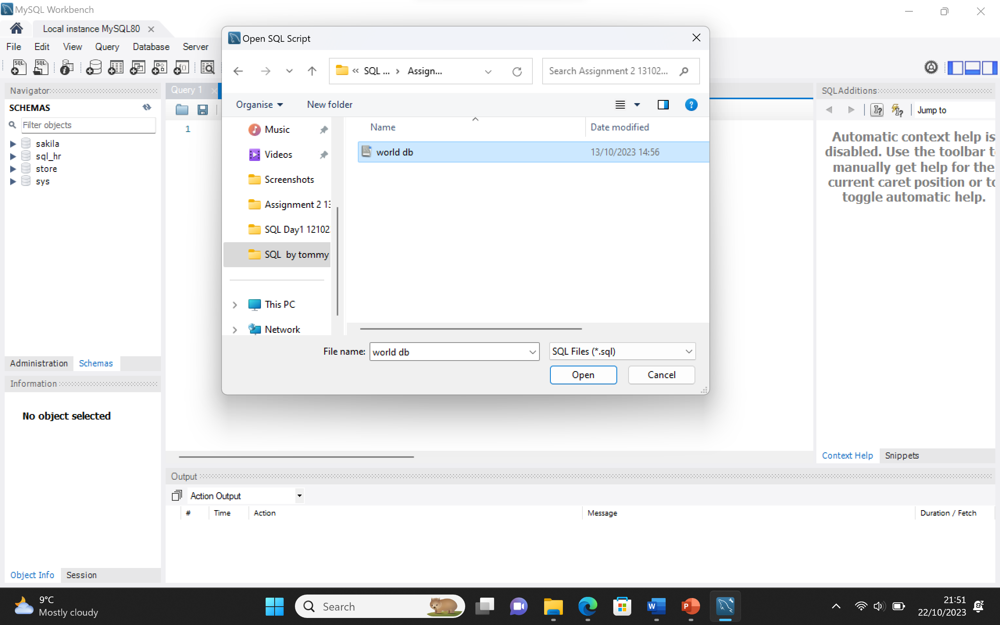 MySQL Workbench
Local instance MySQL80
File Edit View Query Database Server
Open SQL Script
« SQL ... › Assign...
Search Assignment 2 13102...
Organise
New folder
Navigator
SCHEMAS
Filter objects
sakila
sql_hr
store
sys
Query 1
1
Music
Videos
Screenshots
Assignment 2 13
SQL Day1 12102
SQL by tommy
This PC
Network
Name
Date modified
world db
13/10/2023 14:56
File name:
world db
SQL Files (*.sql)
Open
Cancel
SQLAdditions
Jump to
Automatic context help is
disabled. Use the toolbar t
manually get help for the
current caret position or to
toggle automatic help.
Context Help
Snippets
Administration
Schemas
Information
No object selected
Object Info
Session
Output
Action Output
#
Time
Action
Message
Duration / Fetch
9°C
Mostly cloudy
Search
21:51
22/10/2023